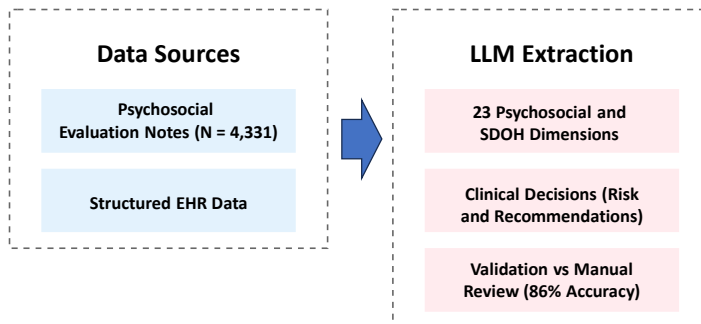 Data Sources
Psychosocial
Evaluation Notes (N = 4,331)
Structured EHR Data
LLM Extraction
23 Psychosocial and
SDOH Dimensions
Clinical Decisions (Risk
and Recommendations)
Validation vs Manual
Review (86% Accuracy)